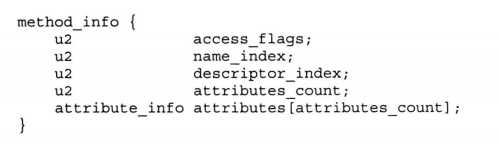 method_info {
    u2             access_flags;
    u2             name_index;
    u2             descriptor_index;
    u2             attributes_count;
    attribute_info attributes[attributes_count];
}